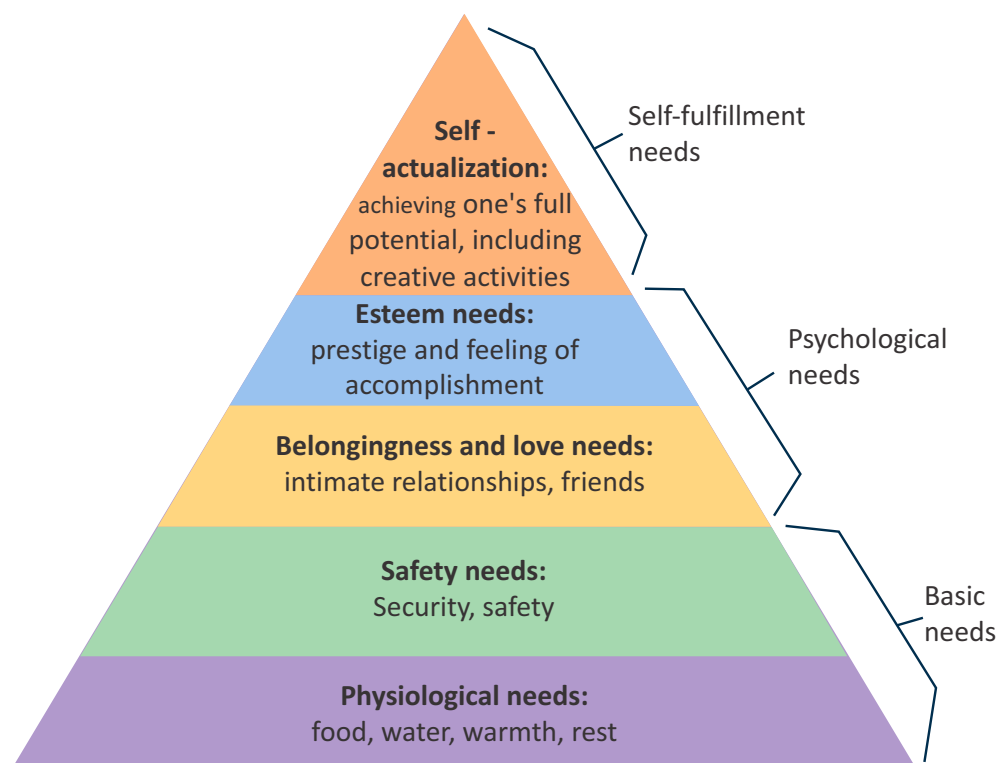 Self -
actualization:
achieving one's full
potential, including
creative activities
Self-fulfillment
needs
Esteem needs:
prestige and feeling of
accomplishment
Psychological
needs
Belongingness and love needs:
intimate relationships, friends
Safety needs:
Security, safety
Basic
needs
Physiological needs:
food, water, warmth, rest